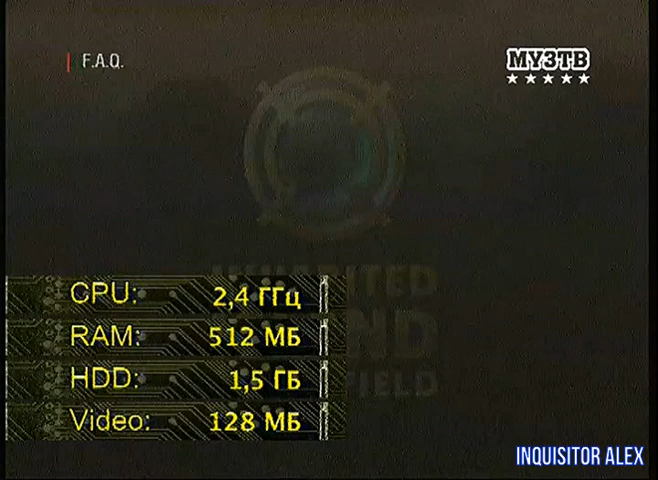 F.A.Q.
МУЗТВ
CPU: 2,4 ГГц
RAM: 512 МБ
HDD: 1,5 ГБ
Video: 128 МБ
INQUISITOR ALEX